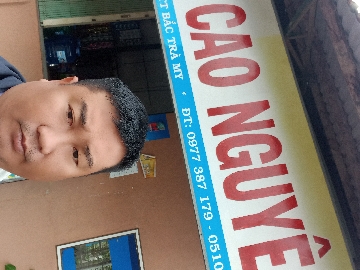 CAO NGUYÊ
T BẮC TRÀ MY * ĐT: 0977 387 179 - 0510